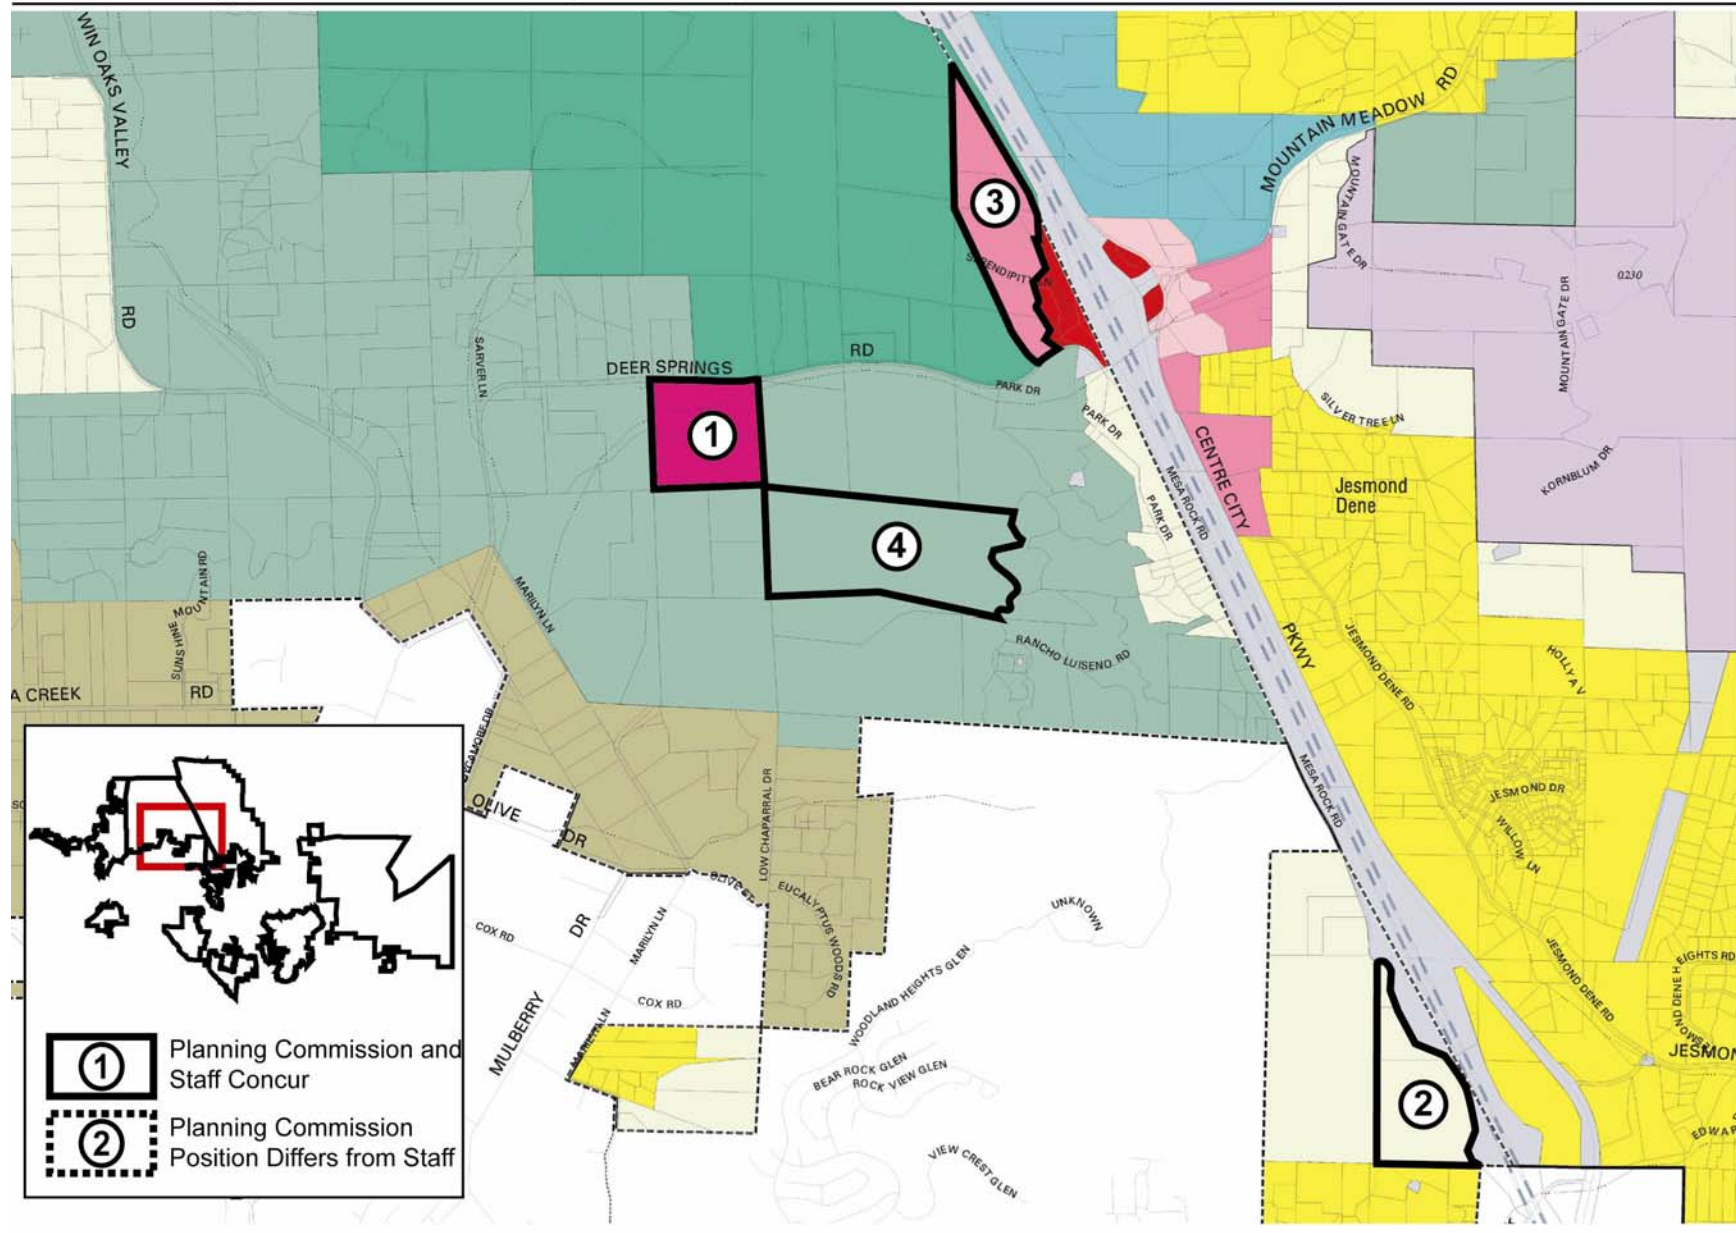 WIN OAKS VALLEY
RD
MOUNTAIN MEADOW RD
MOUNTAIN GATE DR
3
SERENDIPITY LN
0230
MOUNTAIN GATE DR
SARVER LN
DEER SPRINGS RD
PARK DR
PARK DR
1
SILVER TREE LN
CENTRE CITY
PKWY
MESA ROCK RD
PARK DR
KORNBLUM DR
Jesmond
Dene
4
SUNSHINE MOUNTAIN RD
MARILYN LN
RANCHO LUISENO RD
JESMOND DENE RD
HOLLY AV
A CREEK RD
MESA ROCK RD
JESMOND DR
WILLOW LN
OLIVE DR
LOW CHAPARRAL DR
OLIVE ST
EUCALYPTUS WOODS RD
UNKNOWN
COX RD
MULBERRY DR
MARILYN LN
WOODLAND HEIGHTS GLEN
JESMOND DENE RD
EIGHTS RD
COX RD
JESMON
BEAR ROCK GLEN
ROCK VIEW GLEN
2
EDWAR
VIEW CREST GLEN
1
Planning Commission and
Staff Concur
2
Planning Commission
Position Differs from Staff